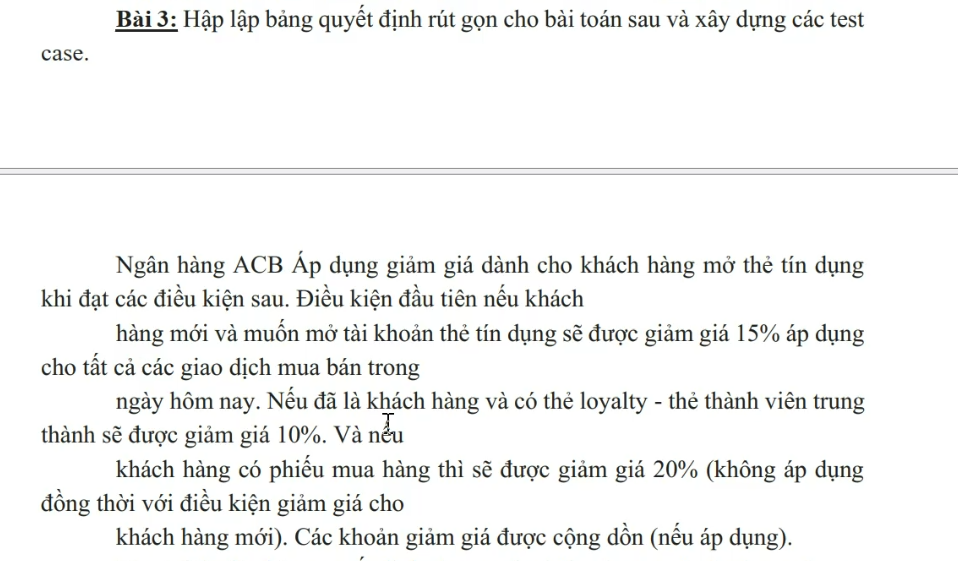 Bài 3: Hập lập bảng quyết định rút gọn cho bài toán sau và xây dựng các test
case.
Ngân hàng ACB Áp dụng giảm giá dành cho khách hàng mở thẻ tín dụng
khi đạt các điều kiện sau. Điều kiện đầu tiên nếu khách
hàng mới và muốn mở tài khoản thẻ tín dụng sẽ được giảm giá 15% áp dụng
cho tất cả các giao dịch mua bán trong
ngày hôm nay. Nếu đã là khách hàng và có thẻ loyalty - thẻ thành viên trung
thành sẽ được giảm giá 10%. Và nếu
khách hàng có phiếu mua hàng thì sẽ được giảm giá 20% (không áp dụng
đồng thời với điều kiện giảm giá cho
khách hàng mới). Các khoản giảm giá được cộng dồn (nếu áp dụng).